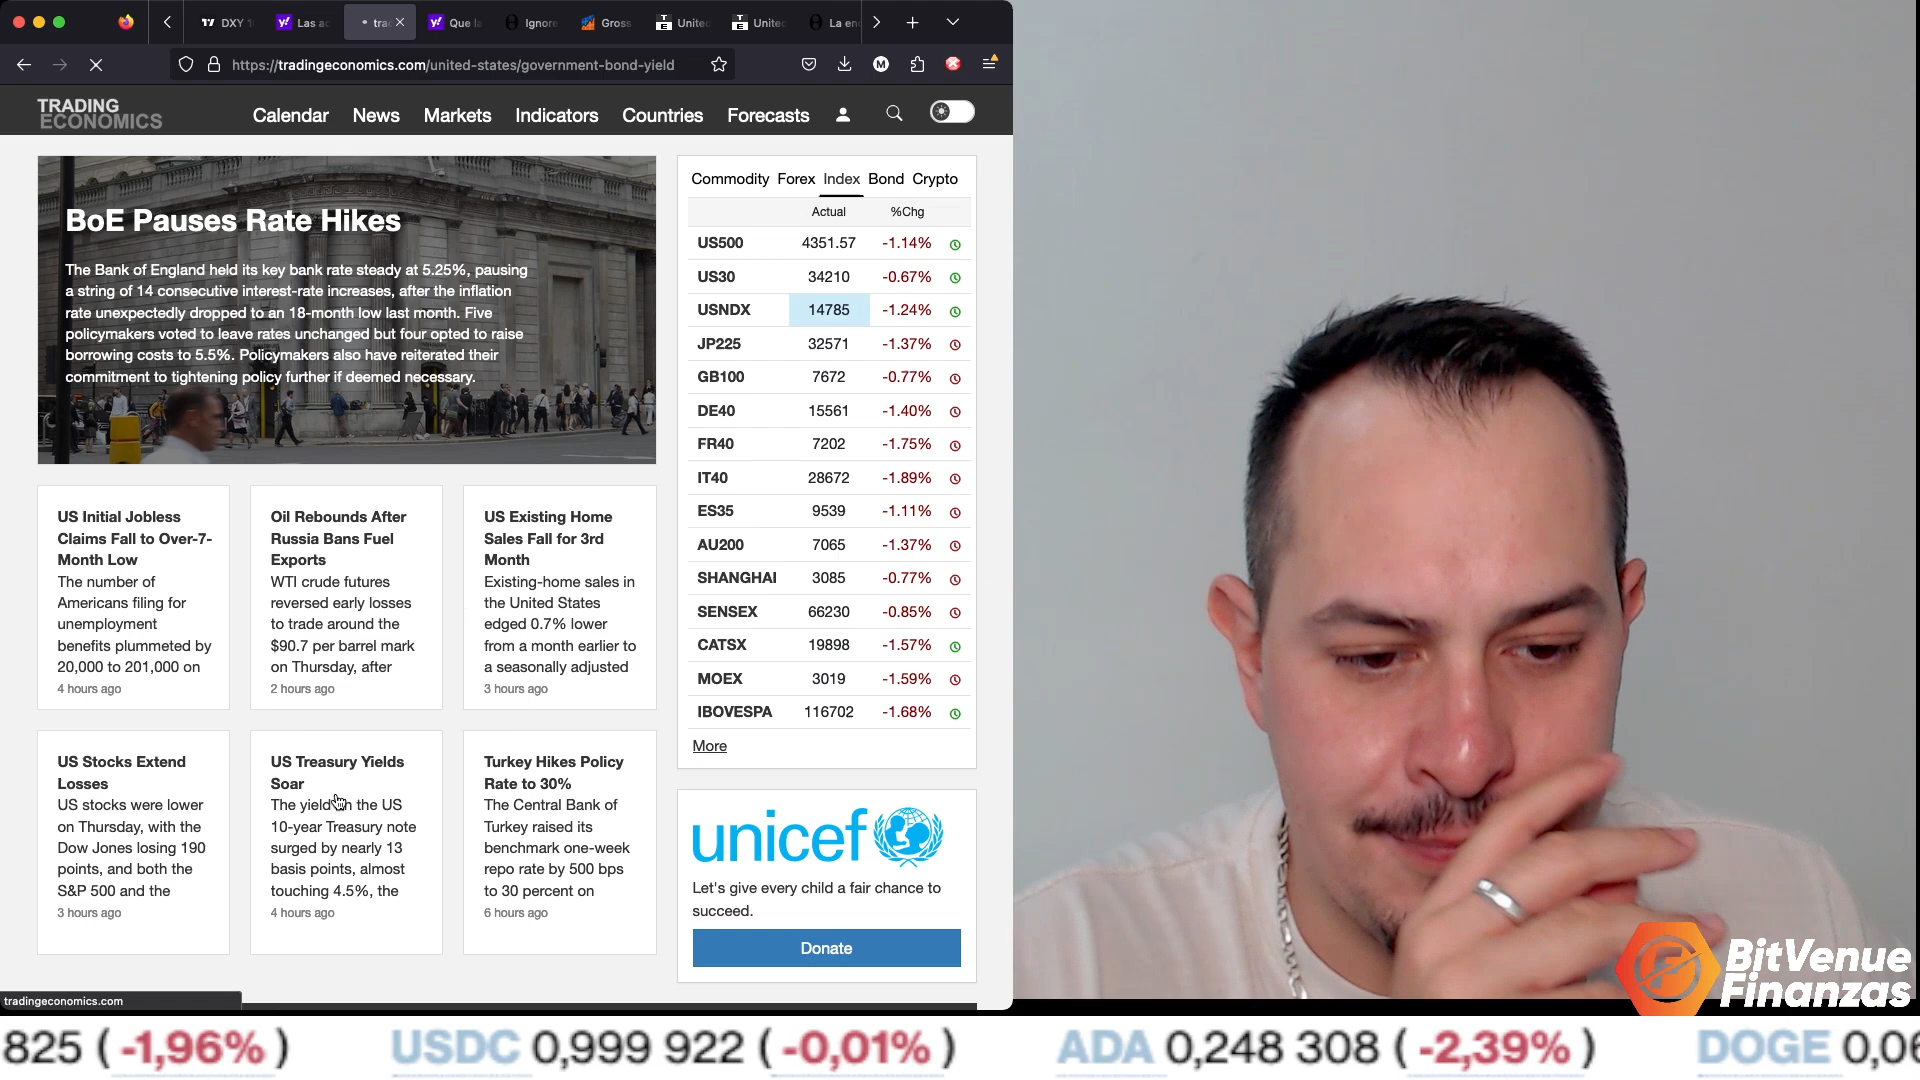 DXY 1
Las ac
trac
Que la
Ignore
Gross
United
United
La en
https://tradingeconomics.com/united-states/government-bond-yield
TRADING
ECONOMICS
Calendar News Markets Indicators Countries Forecasts
BoE Pauses Rate Hikes
The Bank of England held its key bank rate steady at 5.25%, pausing
a string of 14 consecutive interest-rate increases, after the inflation
rate unexpectedly dropped to an 18-month low last month. Five
policymakers voted to leave rates unchanged but four opted to raise
borrowing costs to 5.5%. Policymakers also have reiterated their
commitment to tightening policy further if deemed necessary.
US Initial Jobless
Claims Fall to Over-7-
Month Low
The number of
Americans filing for
unemployment
benefits plummeted by
20,000 to 201,000 on
4 hours ago
Oil Rebounds After
Russia Bans Fuel
Exports
WTI crude futures
reversed early losses
to trade around the
$90.7 per barrel mark
on Thursday, after
2 hours ago
US Existing Home
Sales Fall for 3rd
Month
Existing-home sales in
the United States
edged 0.7% lower
from a month earlier to
a seasonally adjusted
3 hours ago
US Stocks Extend
Losses
US stocks were lower
on Thursday, with the
Dow Jones losing 190
points, and both the
S&P 500 and the
3 hours ago
US Treasury Yields
Soar
The yield on the US
10-year Treasury note
surged by nearly 13
basis points, almost
touching 4.5%, the
4 hours ago
Turkey Hikes Policy
Rate to 30%
The Central Bank of
Turkey raised its
benchmark one-week
repo rate by 500 bps
to 30 percent on
6 hours ago
Commodity Forex Index Bond Crypto
Actual %Chg
US500 4351.57 -1.14%
US30 34210 -0.67%
USNDX 14785 -1.24%
JP225 32571 -1.37%
GB100 7672 -0.77%
DE40 15561 -1.40%
FR40 7202 -1.75%
IT40 28672 -1.89%
ES35 9539 -1.11%
AU200 7065 -1.37%
SHANGHAI 3085 -0.77%
SENSEX 66230 -0.85%
CATSX 19898 -1.57%
MOEX 3019 -1.59%
IBOVESPA 116702 -1.68%
More
unicef
Let's give every child a fair chance to
succeed.
Donate
tradingeconomics.com
BitVenue
Finanzas
825 (-1,96%) USDC 0,999 922 (-0,01%) ADA 0,248 308 (-2,39%) DOGE 0,06